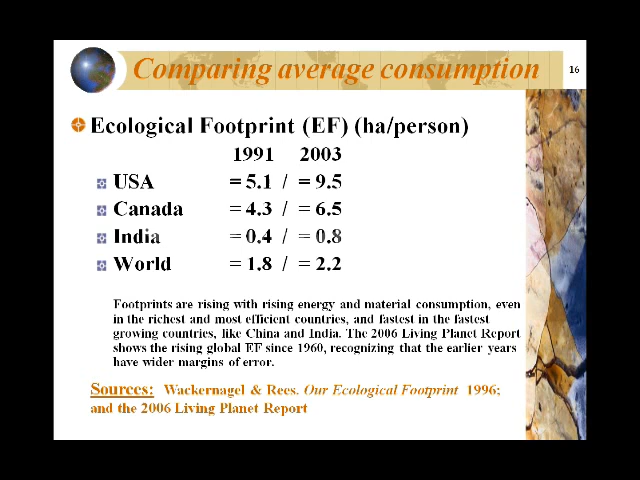 Comparing average consumption
16
Ecological Footprint (EF) (ha/person)
1991 2003
USA = 5.1 / = 9.5
Canada = 4.3 / = 6.5
India = 0.4 / = 0.8
World = 1.8 / = 2.2
Footprints are rising with rising energy and material consumption, even
in the richest and most efficient countries, and fastest in the fastest
growing countries, like China and India. The 2006 Living Planet Report
shows the rising global EF since 1960, recognizing that the earlier years
have wider margins of error.
Sources: Wackernagel & Rees. Our Ecological Footprint 1996;
and the 2006 Living Planet Report